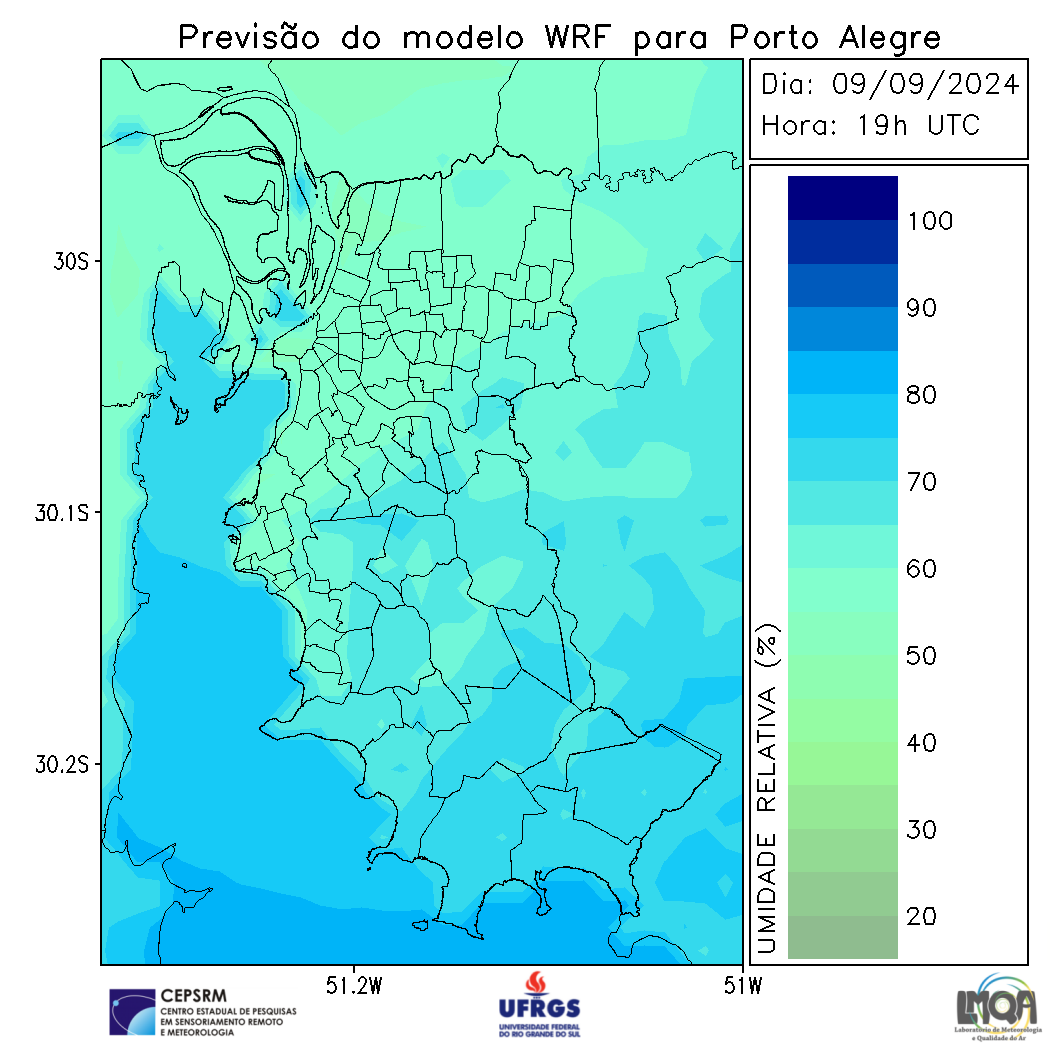 Previsão do modelo WRF para Porto Alegre
Dia: 09/09/2024
Hora: 19h UTC
100
90
80
70
60
50
40
30
20
UMIDADE RELATIVA (%)
30S
30.1S
30.2S
51.2W
51W
CEPSRM
CENTRO ESTADUAL DE PESQUISAS
EM SENSORIAMENTO REMOTO
E METEOROLOGIA
UFRGS
UNIVERSIDADE FEDERAL
DO RIO GRANDE DO SUL
LMQA
Laboratório de Meteorologia
e Qualidade do Ar